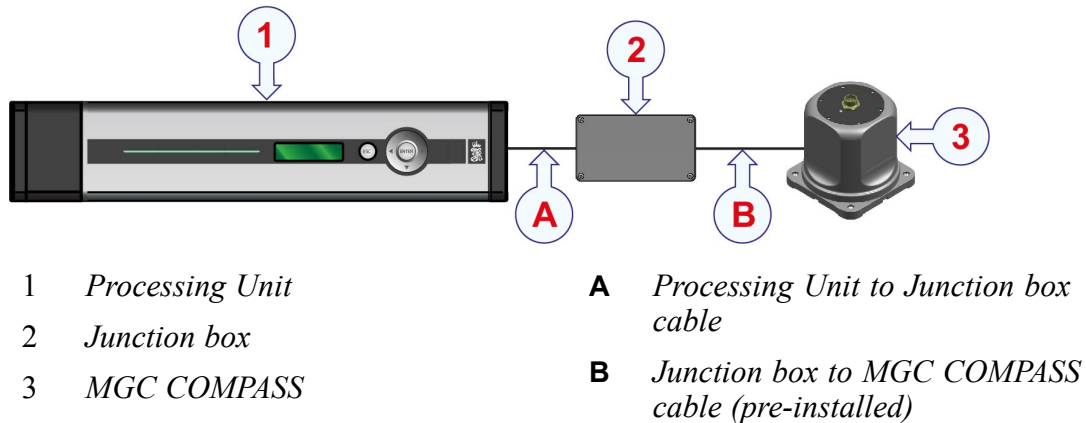 1
2
3
ESC
ENTER
A
B
1 Processing Unit
2 Junction box
3 MGC COMPASS
A Processing Unit to Junction box
cable
B Junction box to MGC COMPASS
cable (pre-installed)